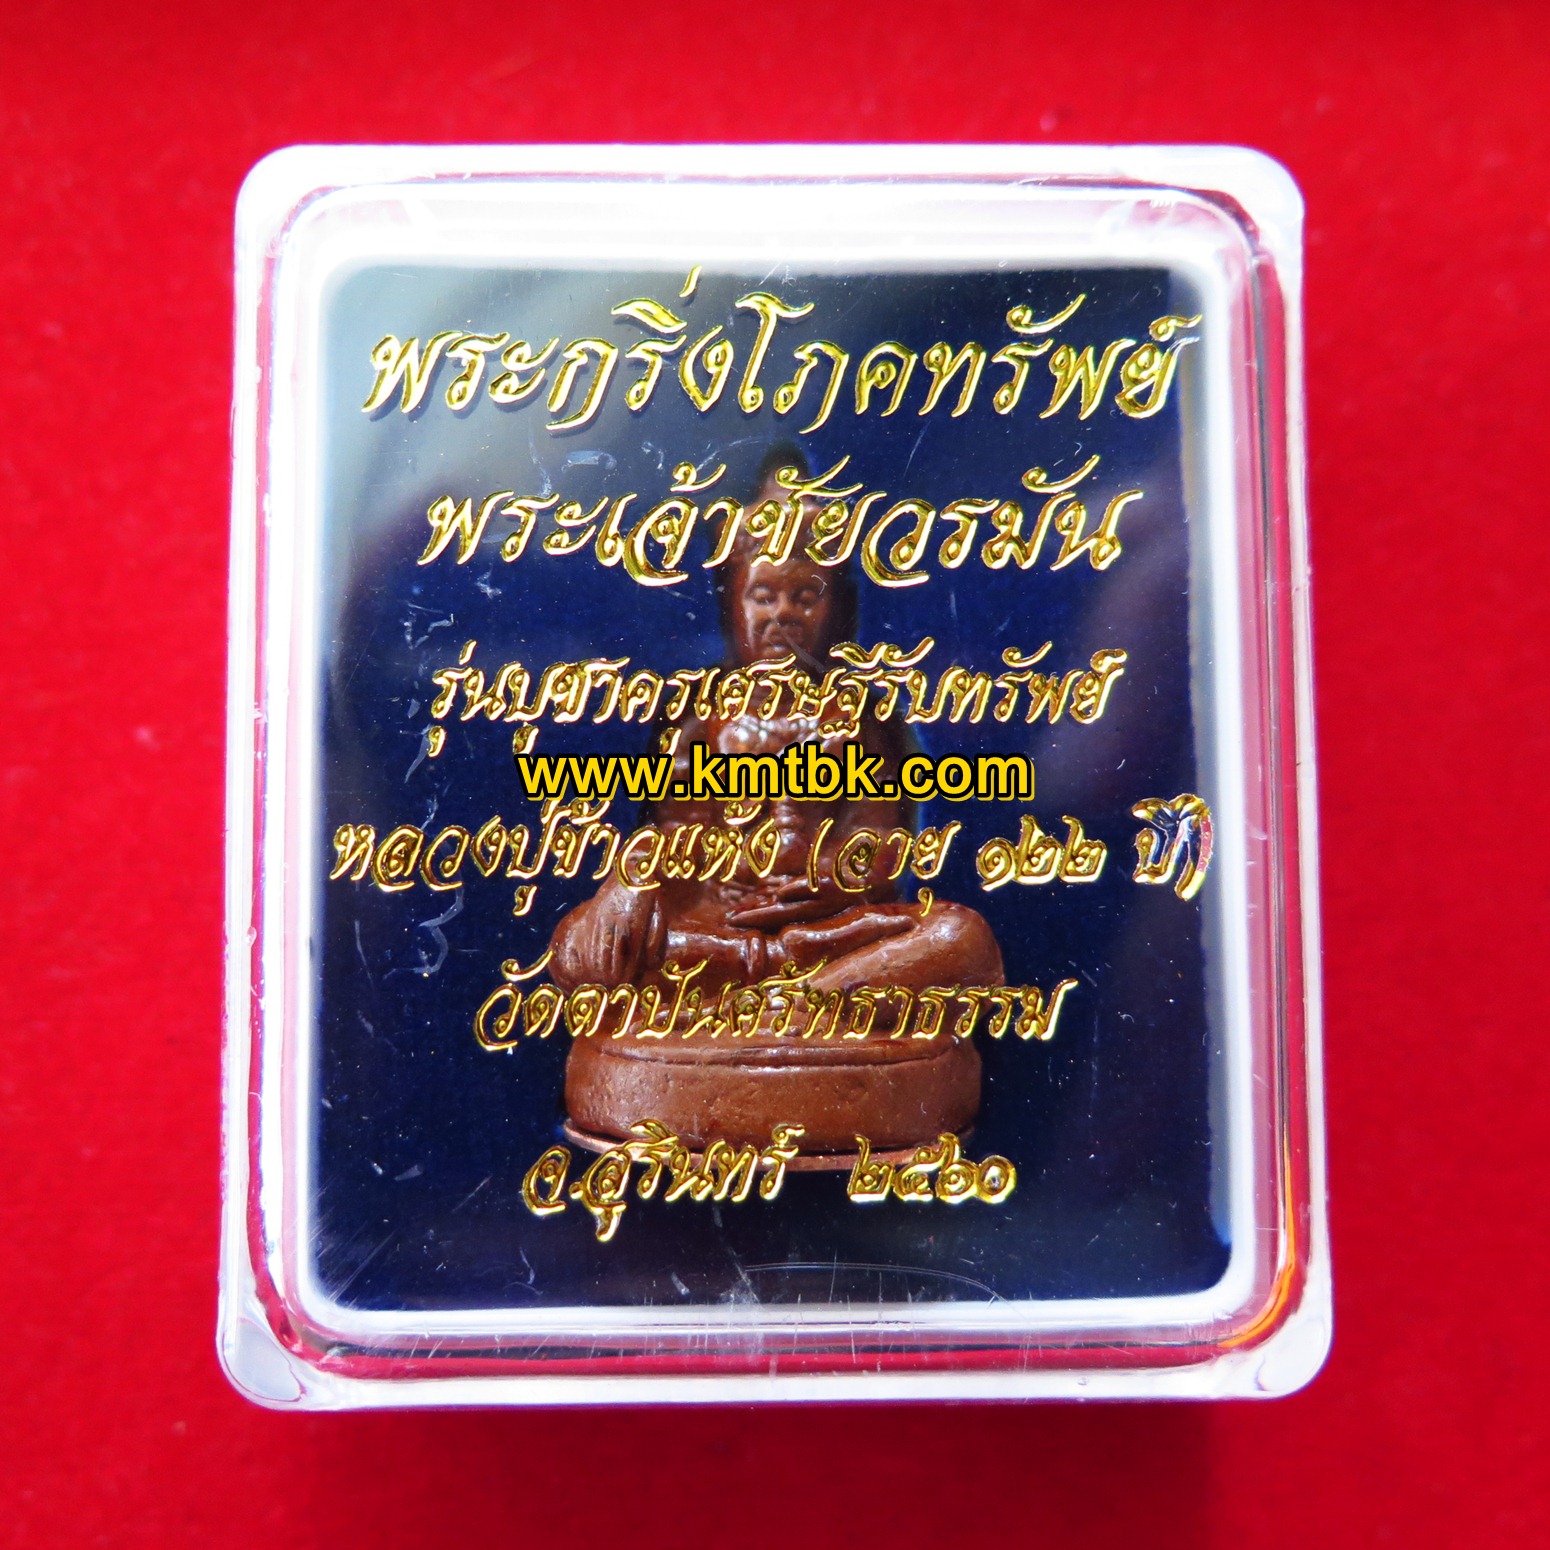 พระกริ่งโภคทรัพย์
พระเจ้าชัยวรมัน
รุ่นบูชาครูเศรษฐีรับทรัพย์
www.kmtbk.com
หลวงปู่ข้าวแห้ง (อายุ ๑๒๒ ปี)
วัดตาปันศรัทธาธรรม
จ.สุรินทร์ ๒๕๖๐